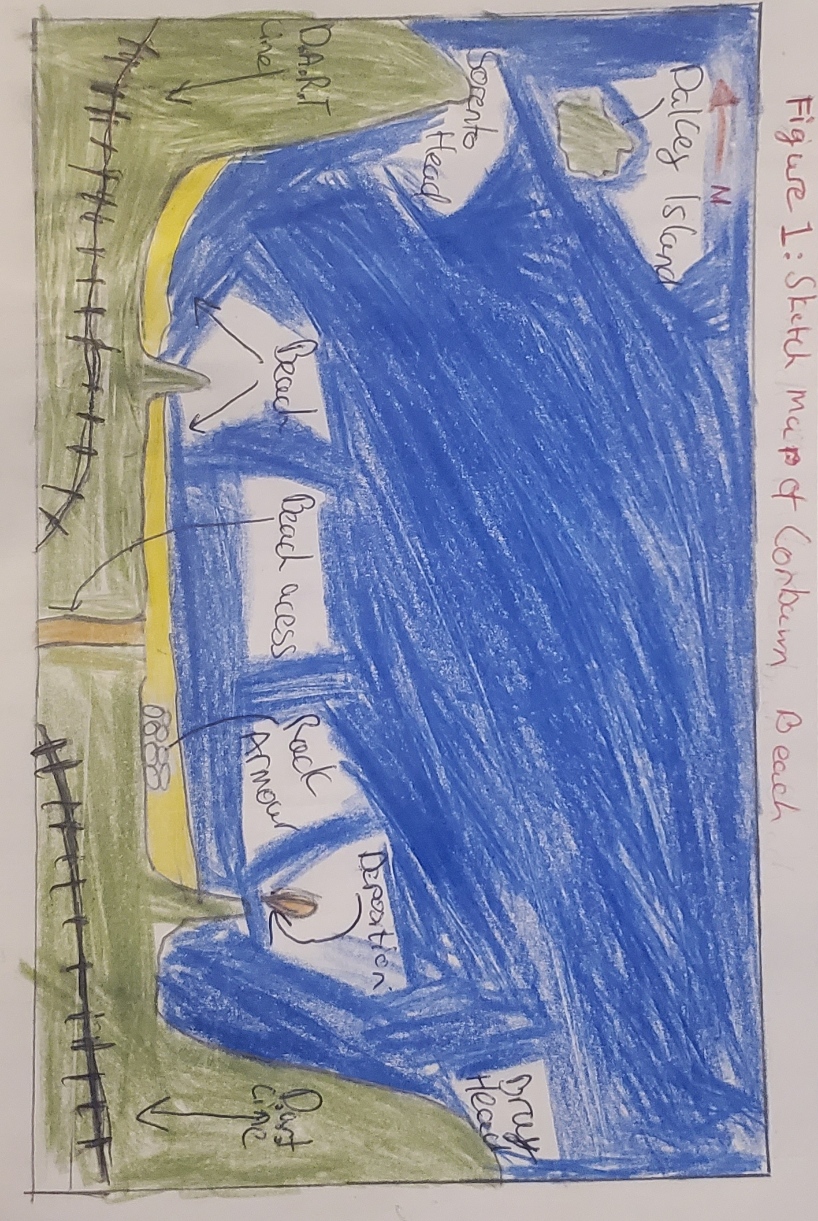 Figure 1: Sketch map of Corbawn Beach
N
Dalkey Island
Sorento
Head
D.A.R.T
Line
Beach
Beach acess
Rock
Armour
Deposition
Bray
Head
Dart
Line